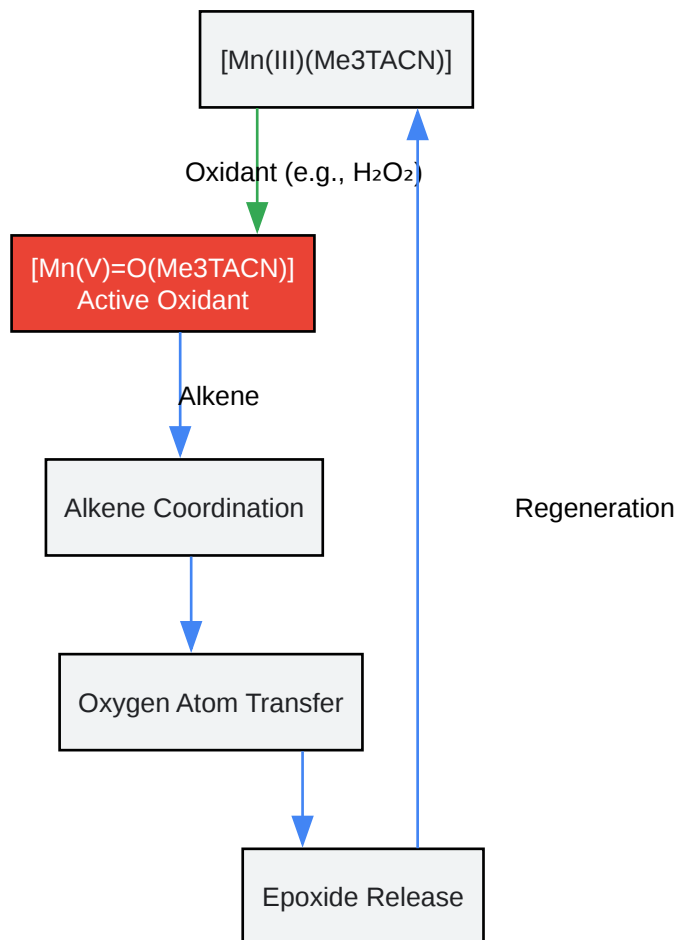 [Mn(III)(Me3TACN)]
Oxidant (e.g., H₂O₂)
[Mn(V)=O(Me3TACN)]
Active Oxidant
Alkene
Alkene Coordination
Regeneration
Oxygen Atom Transfer
Epoxide Release